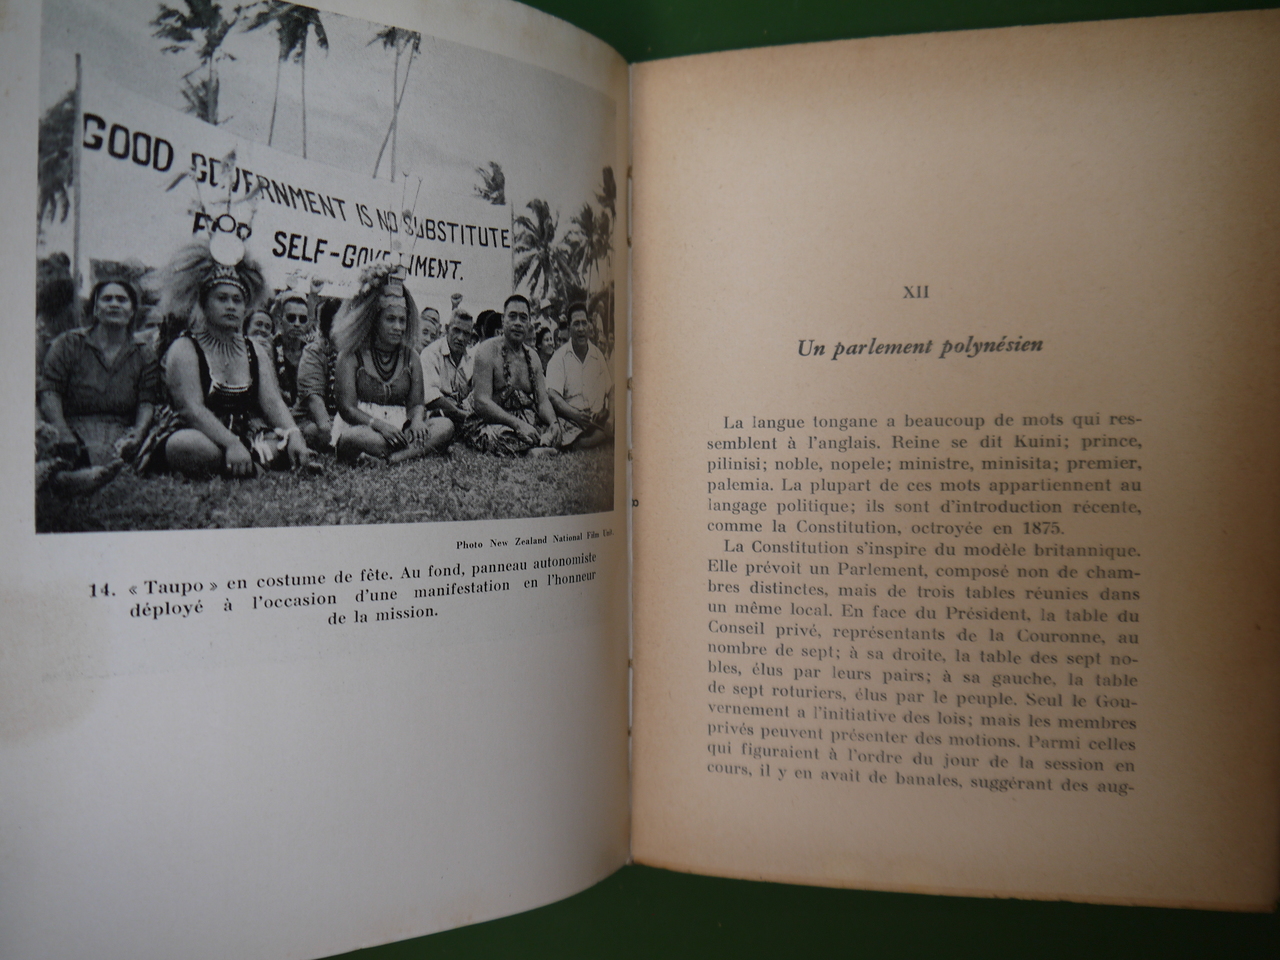 GOOD GOVERNMENT IS NO SUBSTITUTE
FOR SELF-GOVERNMENT.
Photo New Zealand National Film Unit.
14. « Taupo » en costume de fête. Au fond, panneau autonomiste
déployé à l'occasion d'une manifestation en l'honneur
de la mission.
XII
Un parlement polynésien
La langue tongane a beaucoup de mots qui res-
semblent à l'anglais. Reine se dit Kuini; prince,
pilinisi; noble, nopele; ministre, minisita; premier,
palemia. La plupart de ces mots appartiennent au
langage politique; ils sont d'introduction récente,
comme la Constitution, octroyée en 1875.
La Constitution s'inspire du modèle britannique.
Elle prévoit un Parlement, composé non de cham-
bres distinctes, mais de trois tables réunies dans
un même local. En face du Président, la table du
Conseil privé, représentants de la Couronne, au
nombre de sept; à sa droite, la table des sept no-
bles, élus par leurs pairs; à sa gauche, la table
de sept roturiers, élus par le peuple. Seul le Gou-
vernement a l'initiative des lois; mais les membres
privés peuvent présenter des motions. Parmi celles
qui figuraient à l'ordre du jour de la session en
cours, il y en avait de banales, suggérant des aug-